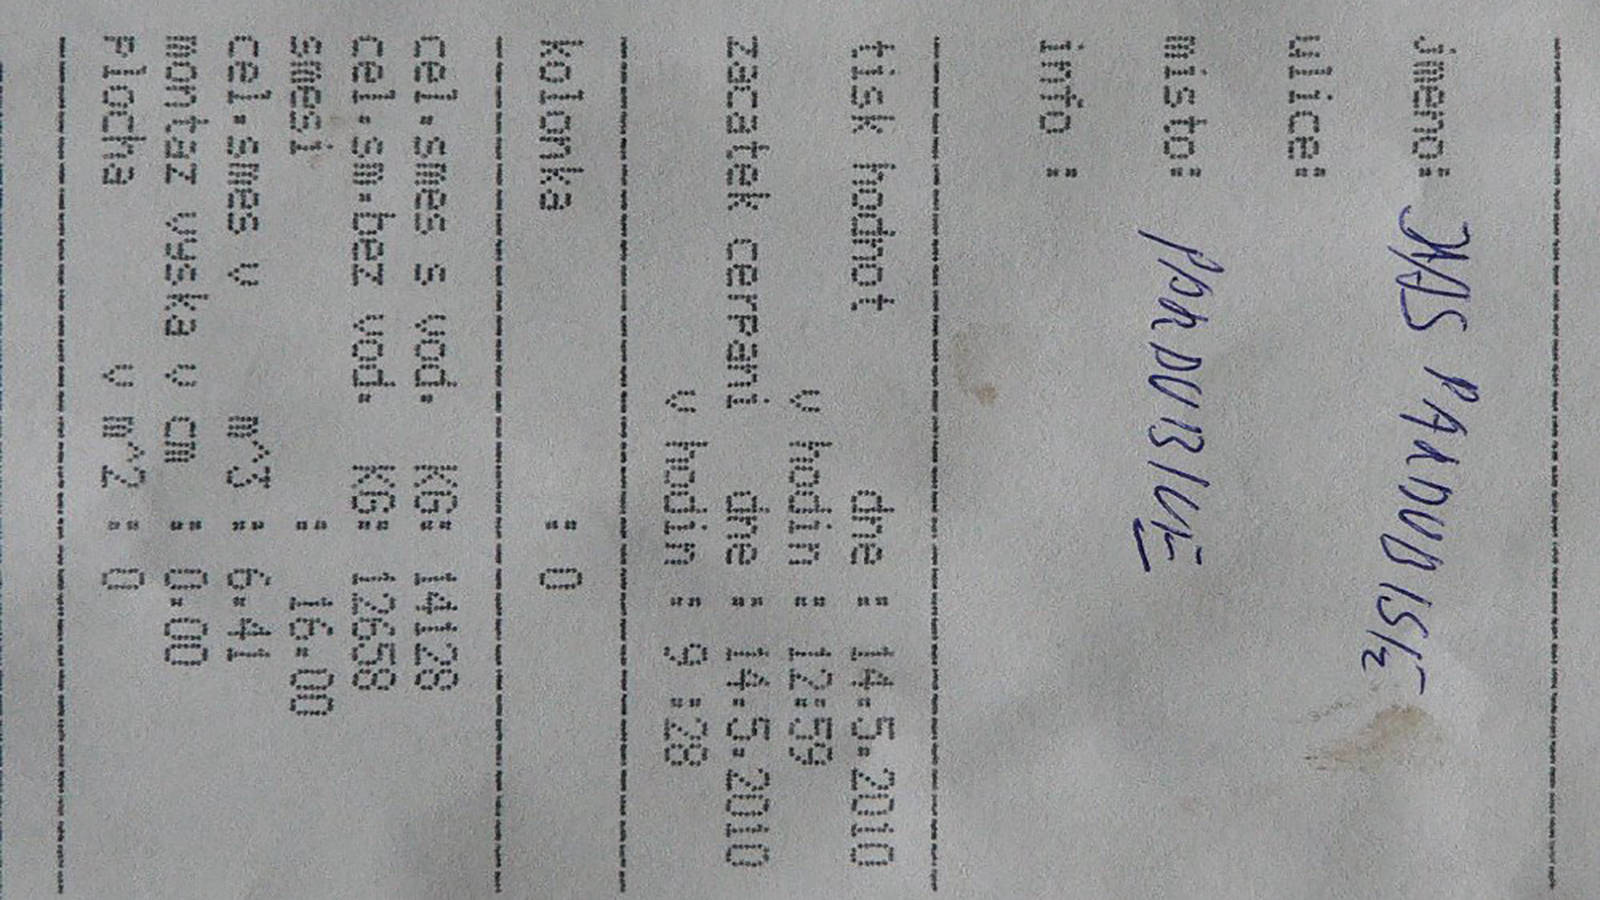 jmeno: JVAS PARDUBISE
ulice:
misto: PARDUBICE
info :
tisk hodnot dne : 14.5.2010
v hodin : 12:59
zacatek cerpani dne : 14.5.2010
v hodin : 9 :28
kolonka : 0
cel.smes s vod. KG: 14128
cel.sm.bez vod. KG: 12658
smesi : 16.00
cel.smes v m^3 : 6.41
montaz vyska v cm : 0.00
Plocha v m^2 : 0